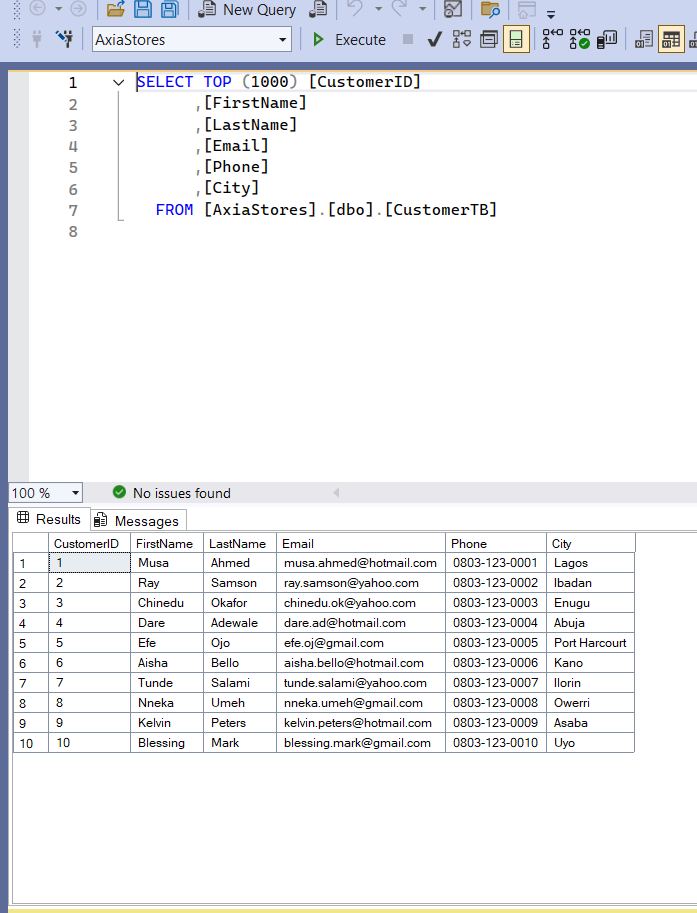 New Query
AxiaStores Execute
1 SELECT TOP (1000) [CustomerID]
2 ,[FirstName]
3 ,[LastName]
4 ,[Email]
5 ,[Phone]
6 ,[City]
7 FROM [AxiaStores].[dbo].[CustomerTB]
8
100 % No issues found
Results Messages
CustomerID FirstName LastName Email Phone City
1 1 Musa Ahmed musa.ahmed@hotmail.com 0803-123-0001 Lagos
2 2 Ray Samson ray.samson@yahoo.com 0803-123-0002 Ibadan
3 3 Chinedu Okafor chinedu.ok@yahoo.com 0803-123-0003 Enugu
4 4 Dare Adewale dare.ad@hotmail.com 0803-123-0004 Abuja
5 5 Efe Ojo efe.oj@gmail.com 0803-123-0005 Port Harcourt
6 6 Aisha Bello aisha.bello@hotmail.com 0803-123-0006 Kano
7 7 Tunde Salami tunde.salami@yahoo.com 0803-123-0007 Ilorin
8 8 Nneka Umeh nneka.umeh@gmail.com 0803-123-0008 Owerri
9 9 Kelvin Peters kelvin.peters@hotmail.com 0803-123-0009 Asaba
10 10 Blessing Mark blessing.mark@gmail.com 0803-123-0010 Uyo